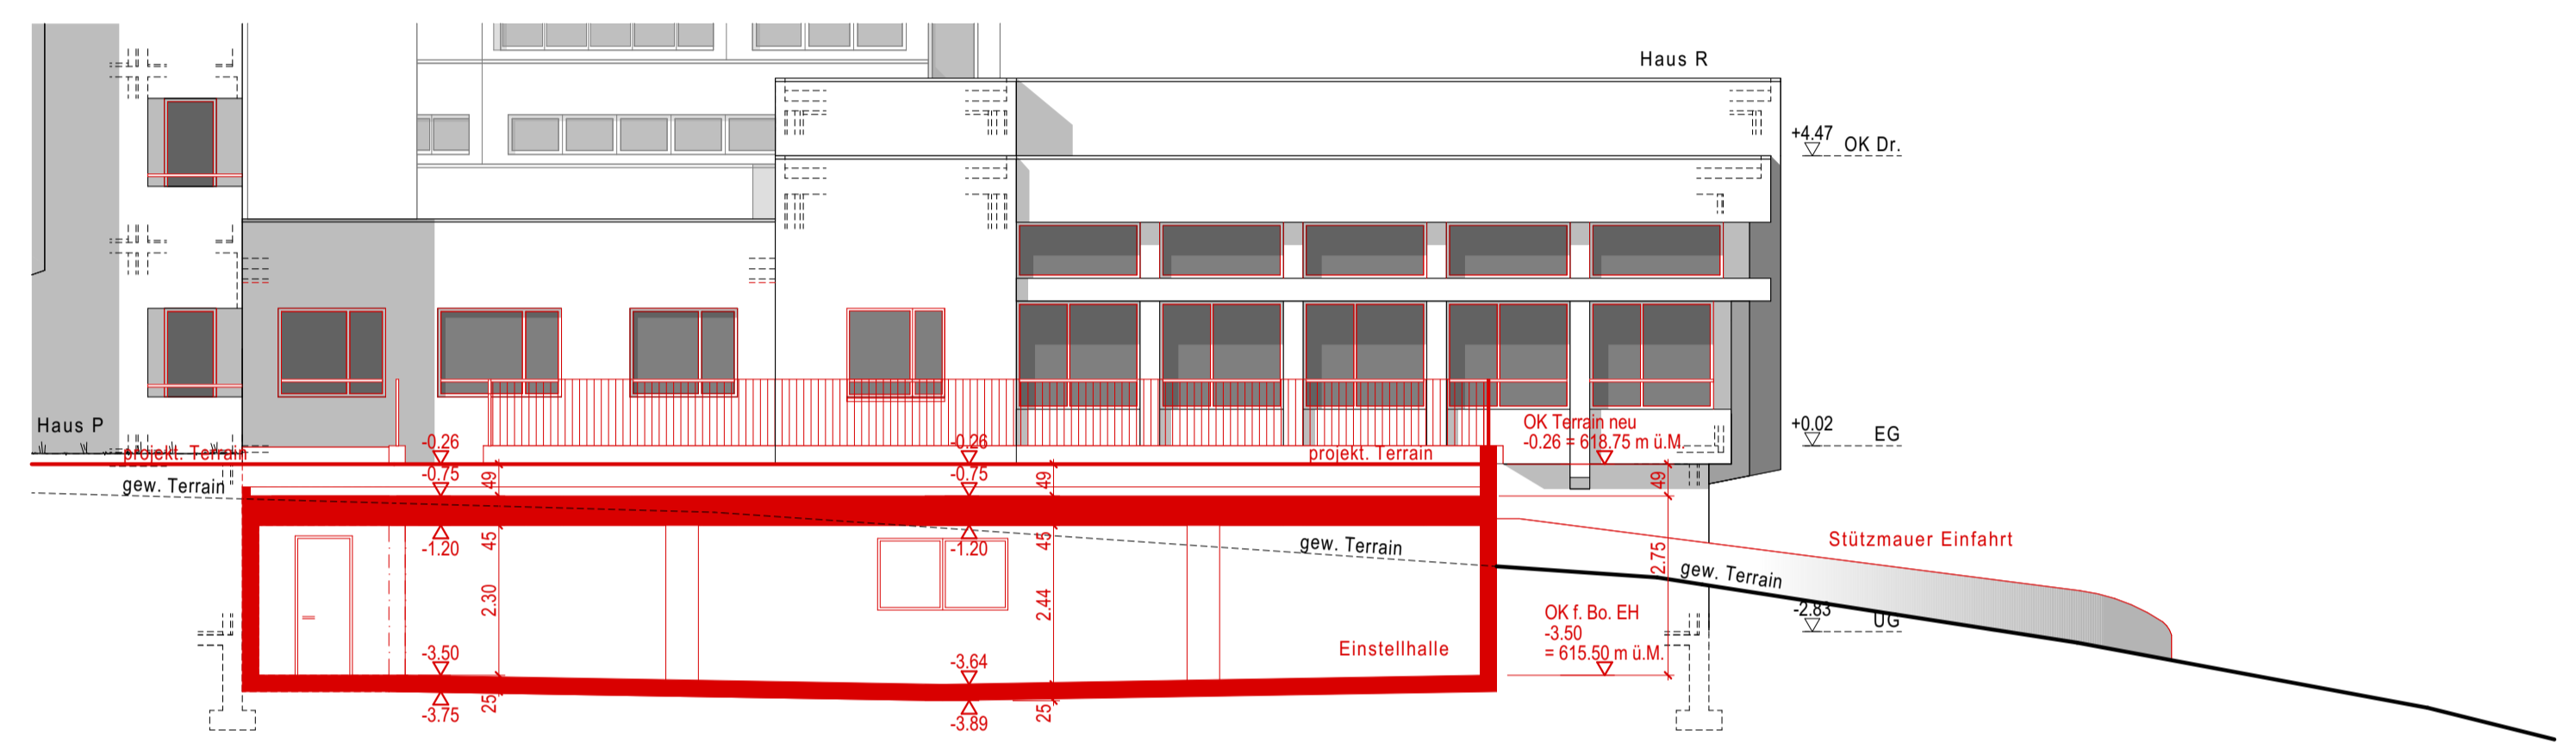 Haus R
+4.47 OK Dr.
Haus P
OK Terrain neu
-0.26 = 618.75 m ü.M.
+0.02 EG
-0.26
-0.26
projekt. Terrain
projekt. Terrain
-0.75
49
-0.75
49
49
gew. Terrain
-1.20
45
-1.20
45
gew. Terrain
2.75
Stützmauer Einfahrt
gew. Terrain
2.30
2.44
OK f. Bo. EH
-3.50
= 615.50 m ü.M.
-2.83 UG
Einstellhalle
-3.50
-3.64
25
-3.75
25
-3.89